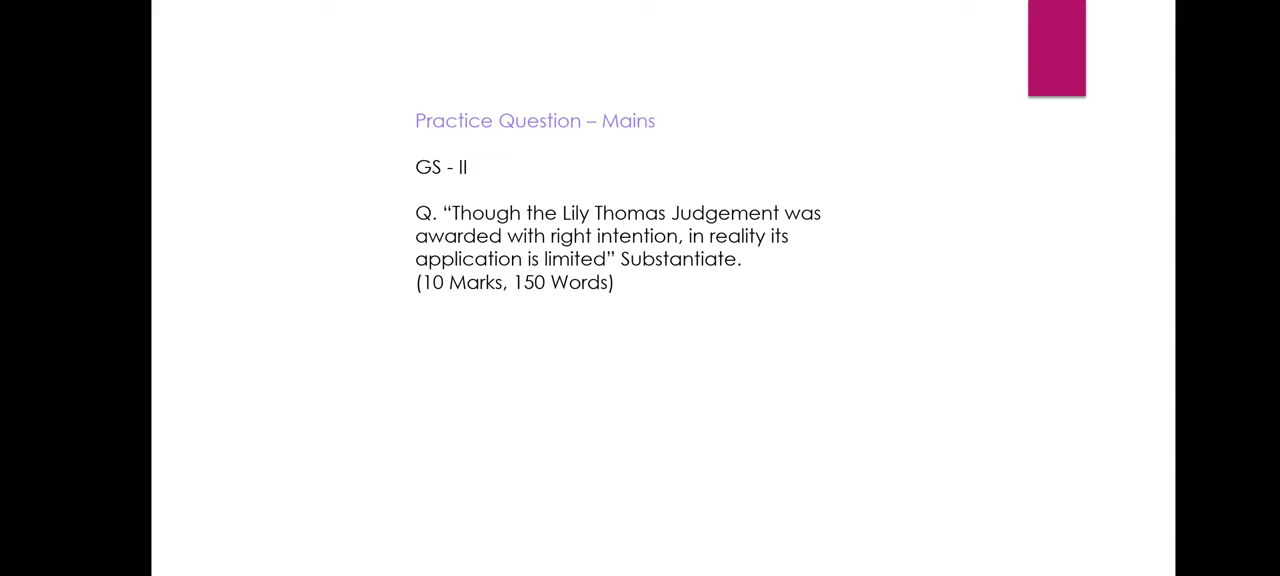 Practice Question – Mains
GS - II
Q. “Though the Lily Thomas Judgement was
awarded with right intention, in reality its
application is limited” Substantiate.
(10 Marks, 150 Words)